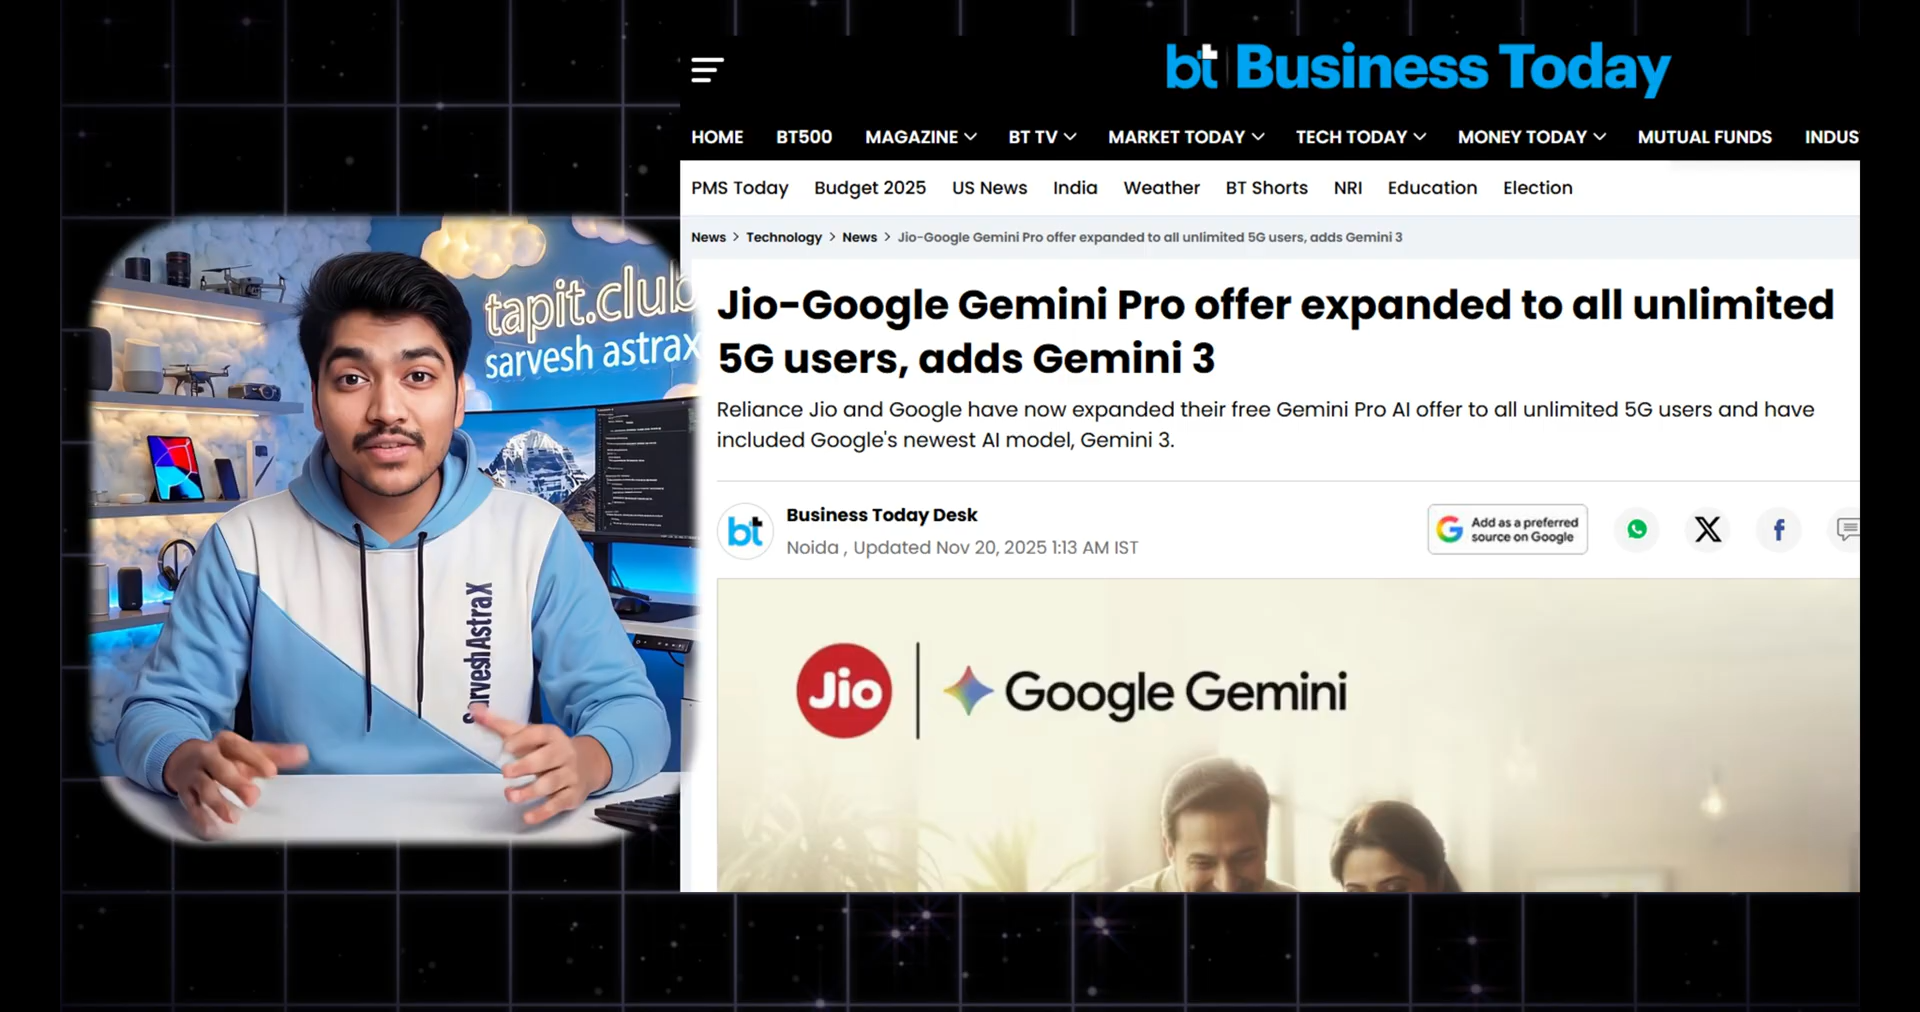 bt Business Today
HOME BT500 MAGAZINE BT TV MARKET TODAY TECH TODAY MONEY TODAY MUTUAL FUNDS INDUS
PMS Today Budget 2025 US News India Weather BT Shorts NRI Education Election
News > Technology > News > Jio-Google Gemini Pro offer expanded to all unlimited 5G users, adds Gemini 3
Jio-Google Gemini Pro offer expanded to all unlimited
5G users, adds Gemini 3
Reliance Jio and Google have now expanded their free Gemini Pro AI offer to all unlimited 5G users and have
included Google's newest AI model, Gemini 3.
bt
Business Today Desk
Noida , Updated Nov 20, 2025 1:13 AM IST
G Add as a preferred
source on Google
Jio | Google Gemini
tapit.club
sarvesh astrax
SarveshAstraX